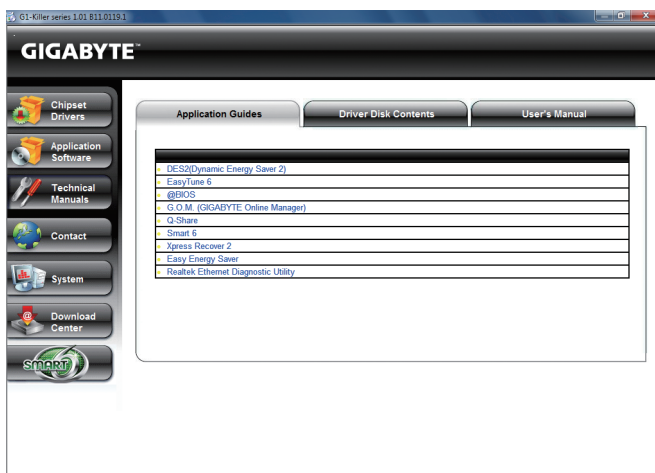 G1-Killer series 1.01 B11.0119.1
GIGABYTE™
Chipset
Drivers
Application
Software
Technical
Manuals
Contact
System
Download
Center
SMART6
Application Guides
Driver Disk Contents
User's Manual
DES2(Dynamic Energy Saver 2)
EasyTune 6
@BIOS
G.O.M. (GIGABYTE Online Manager)
Q-Share
Smart 6
Xpress Recover 2
Easy Energy Saver
Realtek Ethernet Diagnostic Utility